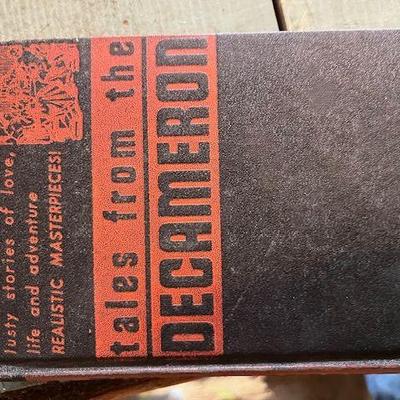 lusty stories of love,
life and adventure
REALISTIC MASTERPIECES!
tales from the
DECAMERON